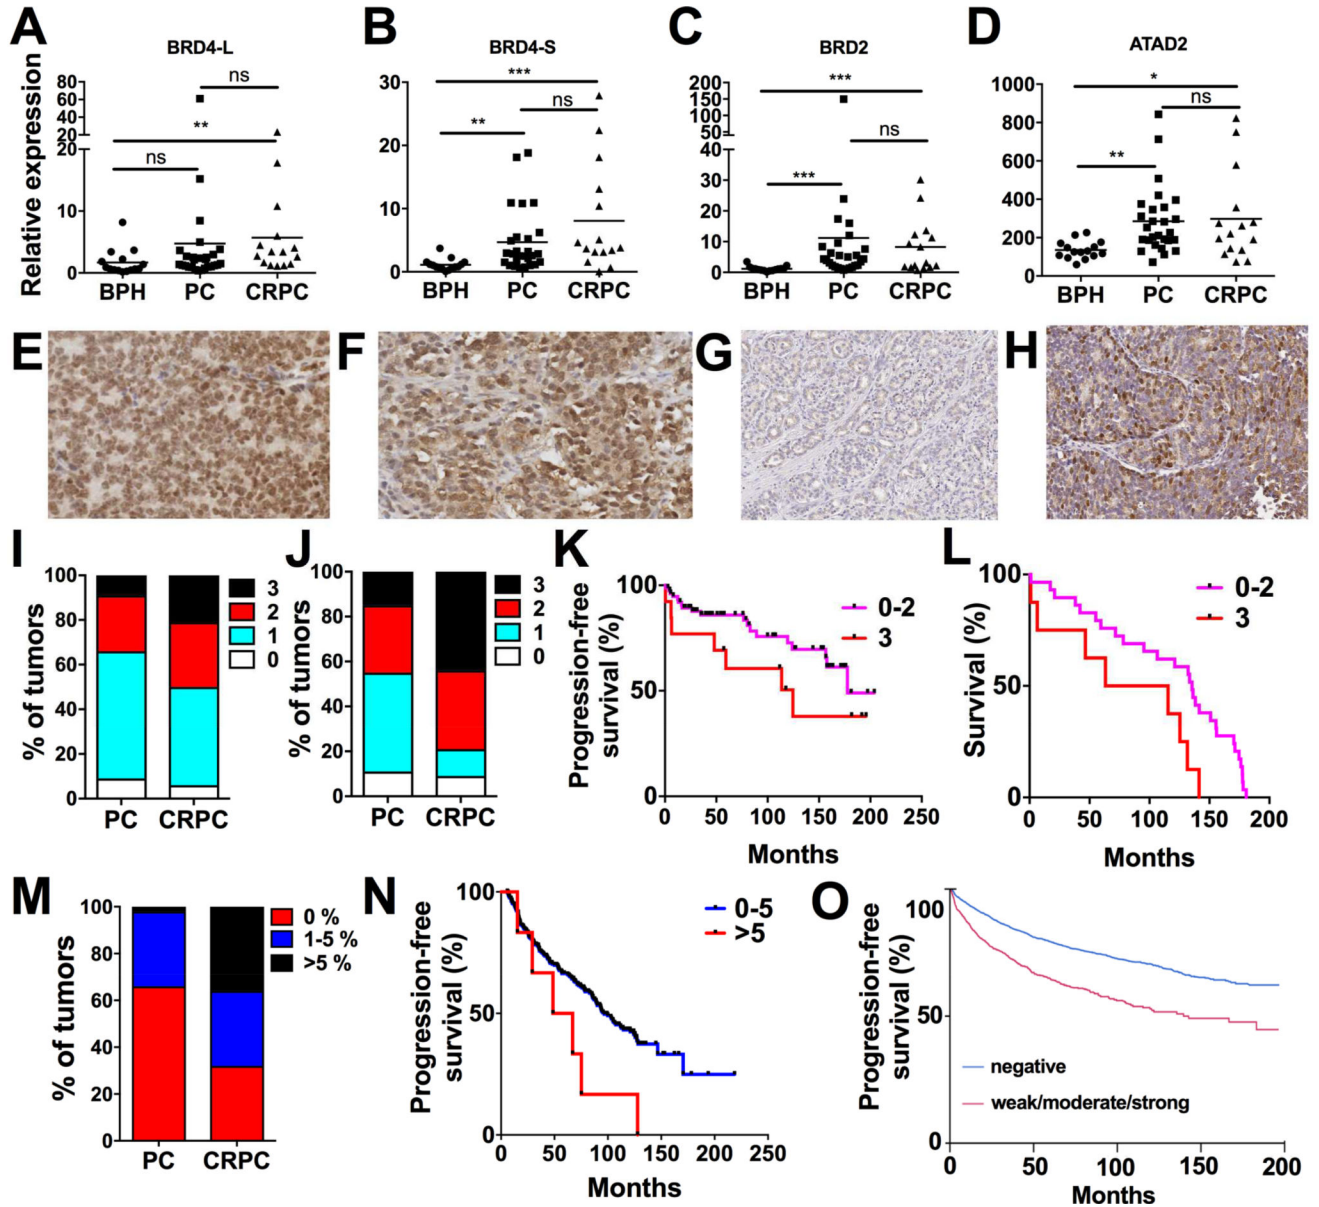 A
B
C
D
BRD4-L
BRD4-S
BRD2
ATAD2
Relative expression
80
60
40
20
20
10
0
ns
**
ns
BPH
PC
CRPC
30
20
10
0
***
ns
**
BPH
PC
CRPC
200
150
100
50
40
30
20
10
0
***
ns
***
BPH
PC
CRPC
1000
800
600
400
200
0
*
ns
**
BPH
PC
CRPC
E
F
G
H
I
J
K
L
% of tumors
100
80
60
40
20
0
PC
CRPC
3
2
1
0
% of tumors
100
80
60
40
20
0
PC
CRPC
3
2
1
0
Progression-free
survival (%)
100
50
0
0-2
3
0
50
100
150
200
250
Months
Survival (%)
100
50
0
0-2
3
0
50
100
150
200
Months
M
N
O
% of tumors
100
80
60
40
20
0
PC
CRPC
0 %
1-5 %
>5 %
Progression-free
survival (%)
100
50
0
0-5
>5
0
50
100
150
200
250
Months
Progression-free
survival (%)
100
50
0
negative
weak/moderate/strong
0
50
100
150
200
Months